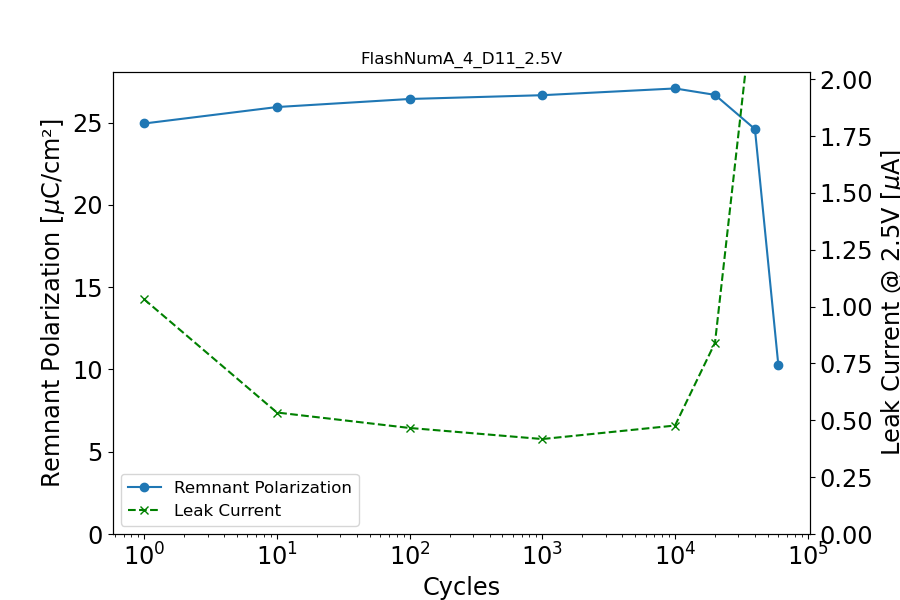 FlashNumA_4_D11_2.5V
Remnant Polarization [μC/cm²]
25
20
15
10
5
0
2.00
1.75
1.50
1.25
1.00
0.75
0.50
0.25
0.00
Leak Current @ 2.5V [μA]
Remnant Polarization
Leak Current
10⁰ 10¹ 10² 10³ 10⁴ 10⁵
Cycles